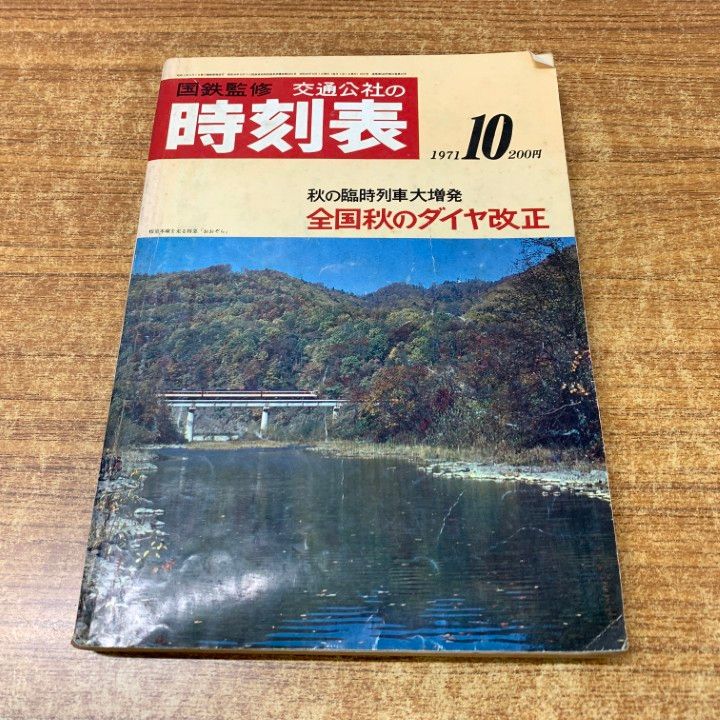 国鉄監修 交通公社の
時刻表
1971 10 200円
秋の臨時列車大増発
全国秋のダイヤ改正